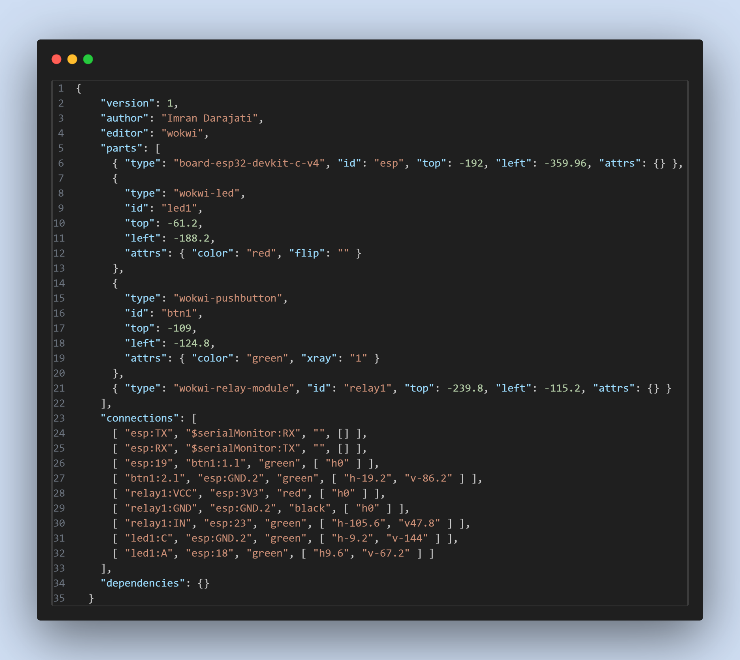 1 {
2 "version": 1,
3 "author": "Imran Darajati",
4 "editor": "wokwi",
5 "parts": [
6 { "type": "board-esp32-devkit-c-v4", "id": "esp", "top": -192, "left": -359.96, "attrs": {} },
7 {
8 "type": "wokwi-led",
9 "id": "led1",
10 "top": -61.2,
11 "left": -188.2,
12 "attrs": { "color": "red", "flip": "" }
13 },
14 {
15 "type": "wokwi-pushbutton",
16 "id": "btn1",
17 "top": -109,
18 "left": -124.8,
19 "attrs": { "color": "green", "xray": "1" }
20 },
21 { "type": "wokwi-relay-module", "id": "relay1", "top": -239.8, "left": -115.2, "attrs": {} }
22 ],
23 "connections": [
24 [ "esp:TX", "$serialMonitor:RX", "", [] ],
25 [ "esp:RX", "$serialMonitor:TX", "", [] ],
26 [ "esp:19", "btn1:1.l", "green", [ "h0" ] ],
27 [ "btn1:2.l", "esp:GND.2", "green", [ "h-19.2", "v-86.2" ] ],
28 [ "relay1:VCC", "esp:3V3", "red", [ "h0" ] ],
29 [ "relay1:GND", "esp:GND.2", "black", [ "h0" ] ],
30 [ "relay1:IN", "esp:23", "green", [ "h-105.6", "v47.8" ] ],
31 [ "led1:C", "esp:GND.2", "green", [ "h-9.2", "v-144" ] ],
32 [ "led1:A", "esp:18", "green", [ "h9.6", "v-67.2" ] ]
33 ],
34 "dependencies": {}
35 }